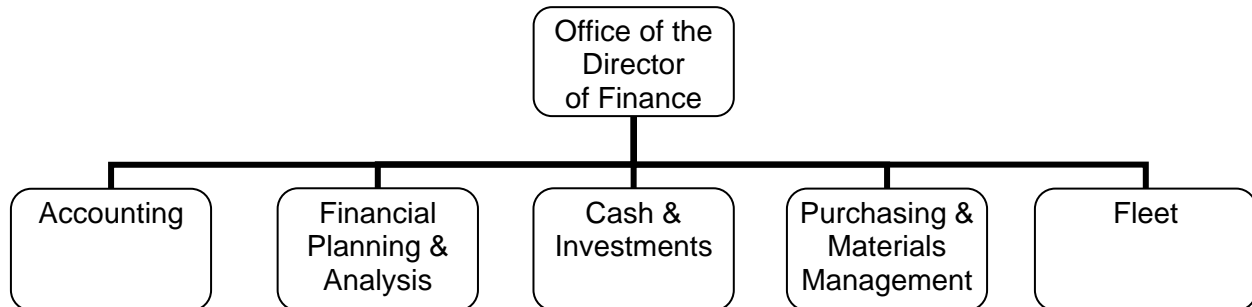 Office of the
Director
of Finance
Accounting
Financial
Planning &
Analysis
Cash &
Investments
Purchasing &
Materials
Management
Fleet